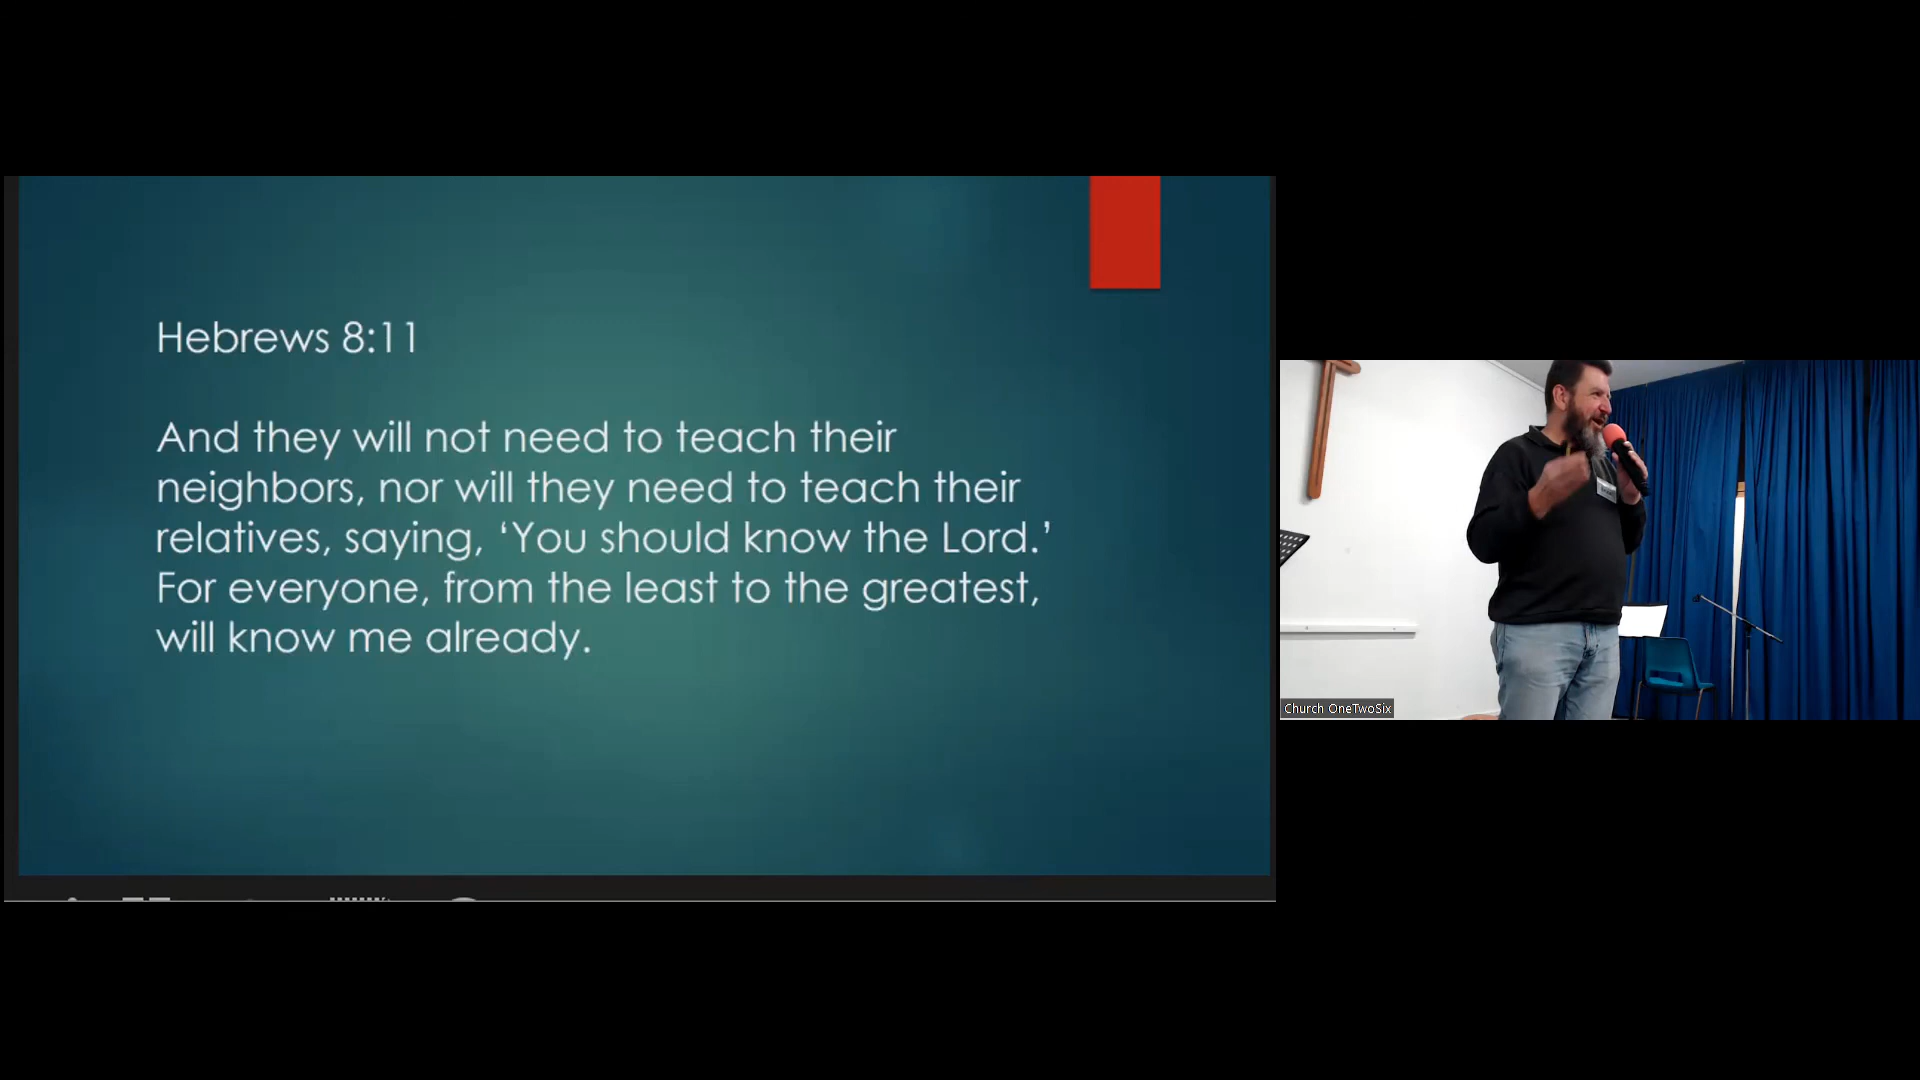 Hebrews 8:11
And they will not need to teach their
neighbors, nor will they need to teach their
relatives, saying, ‘You should know the Lord.’
For everyone, from the least to the greatest,
will know me already.
Church OneTwoSix